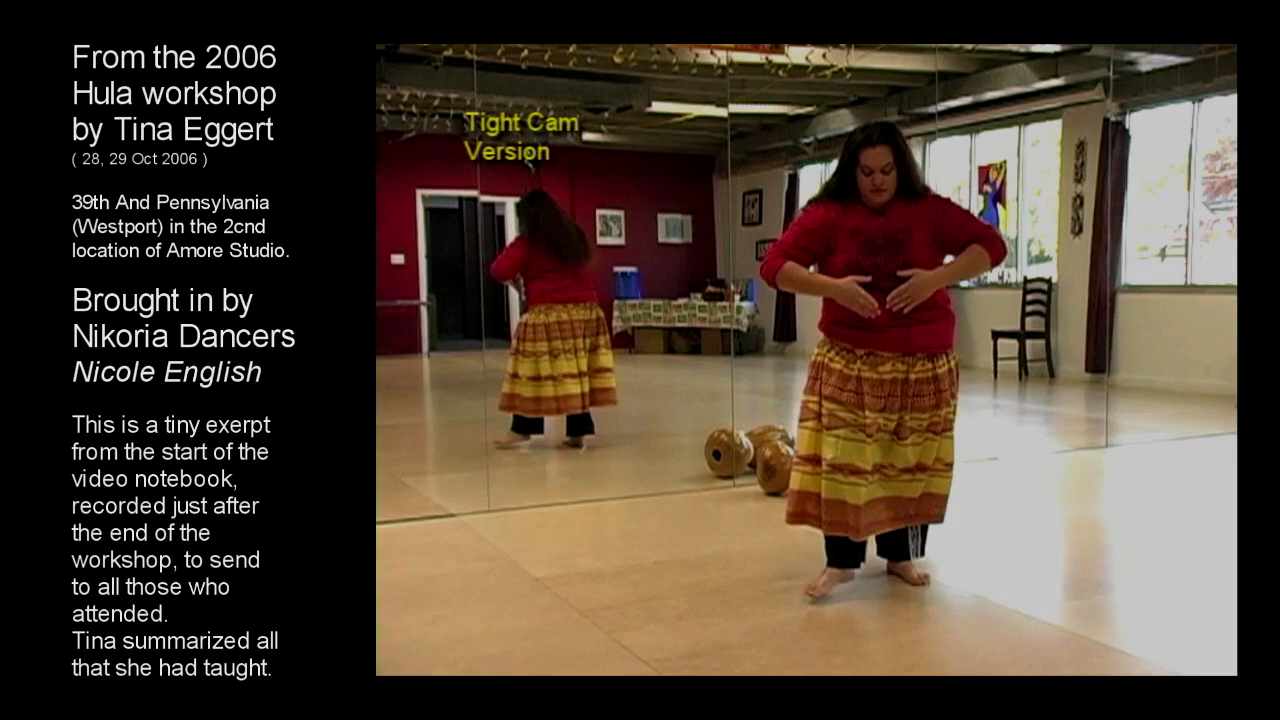 From the 2006
Hula workshop
by Tina Eggert
( 28, 29 Oct 2006 )
39th And Pennsylvania
(Westport) in the 2cnd
location of Amore Studio.
Brought in by
Nikoria Dancers
Nicole English
This is a tiny exerpt
from the start of the
video notebook,
recorded just after
the end of the
workshop, to send
to all those who
attended.
Tina summarized all
that she had taught.
Tight Cam
Version